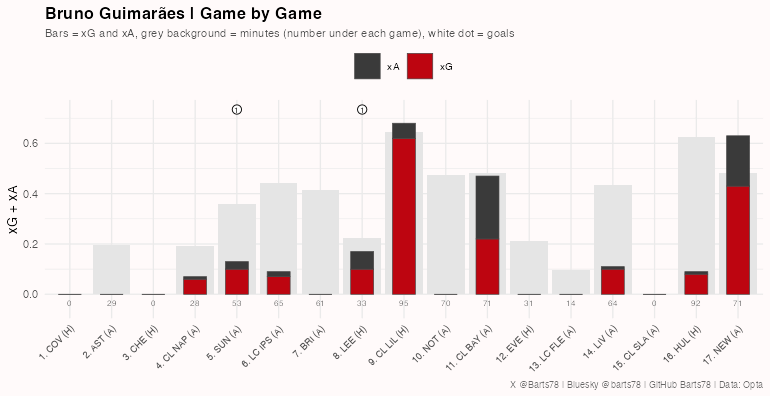 Bruno Guimarães | Game by Game
Bars = xG and xA, grey background = minutes (number under each game), white dot = goals
xA xG
1 1
xG + xA
0.6
0.4
0.2
0.0
0 29 0 28 53 65 61 33 95 70 71 31 14 64 0 92 71
1. COV (H)
2. AST (A)
3. CHE (H)
4. CL NAP (A)
5. SUN (A)
6. LC IPS (A)
7. BRI (A)
8. LEE (H)
9. CL LIL (H)
10. NOT (A)
11. CL BAY (A)
12. EVE (H)
13. LC FLE (A)
14. LIV (A)
15. CL SLA (A)
16. HUL (H)
17. NEW (A)
X @Barts78 | Bluesky @barts78 | GitHub Barts78 | Data: Opta